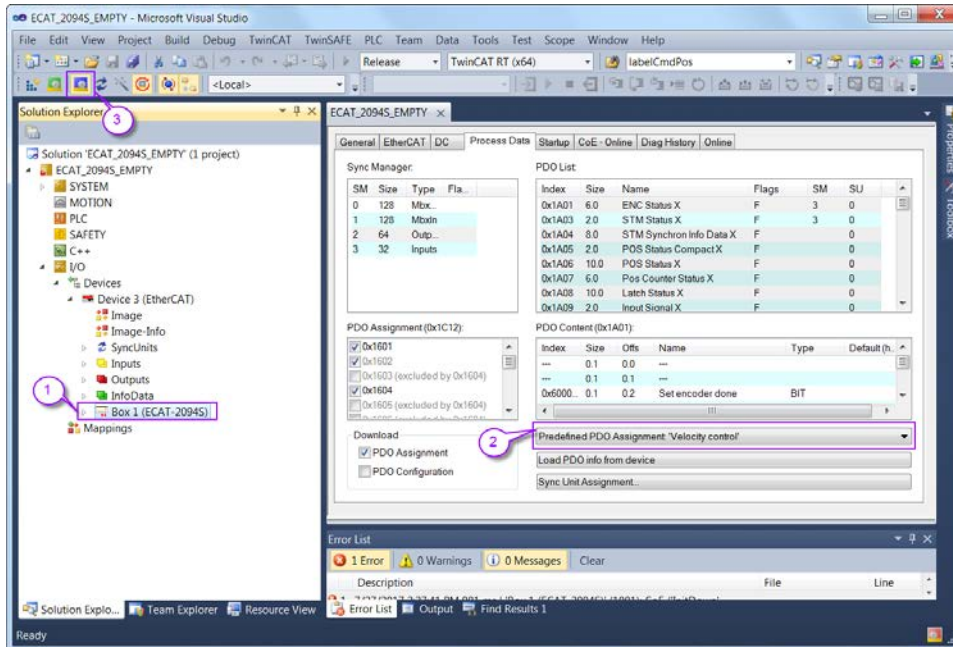 ECAT_2094S_EMPTY - Microsoft Visual Studio
File Edit View Project Build Debug TwinCAT TwinSAFE PLC Team Data Tools Test Scope Window Help
Release TwinCAT RT (x64) labelCmdPos
<Local>
3
Solution Explorer
Solution 'ECAT_2094S_EMPTY' (1 project)
ECAT_2094S_EMPTY
SYSTEM
MOTION
PLC
SAFETY
C++
I/O
Devices
Device 3 (EtherCAT)
Image
Image-Info
SyncUnits
Inputs
Outputs
InfoData
1
Box 1 (ECAT-2094S)
Mappings
Solution Explo... Team Explorer Resource View
ECAT_2094S_EMPTY
General EtherCAT DC Process Data Startup CoE - Online Diag History Online
Sync Manager:
SM Size Type Fla...
0 128 Mbx...
1 128 MbxIn
2 64 Outp...
3 32 Inputs
PDO List:
Index Size Name Flags SM SU
0x1A01 6.0 ENC Status X F 3 0
0x1A03 2.0 STM Status X F 3 0
0x1A04 8.0 STM Synchron Info Data X F 0
0x1A05 2.0 POS Status Compact X F 0
0x1A06 10.0 POS Status X F 0
0x1A07 6.0 Pos Counter Status X F 0
0x1A08 10.0 Latch Status X F 0
0x1A09 2.0 Input Signal X F 0
PDO Assignment (0x1C12):
0x1601
0x1602
0x1603 (excluded by 0x1604)
0x1604
0x1605 (excluded by 0x1604)
PDO Content (0x1A01):
Index Size Offs Name Type Default (h...
--- 0.1 0.0 ---
--- 0.1 0.1 ---
0x6000... 0.1 0.2 Set encoder done BIT
Download
PDO Assignment
PDO Configuration
2
Predefined PDO Assignment: 'Velocity control'
Load PDO info from device
Sync Unit Assignment...
Error List
1 Error 0 Warnings 0 Messages Clear
Description File Line
Error List Output Find Results 1
Properties
Toolbox
Ready